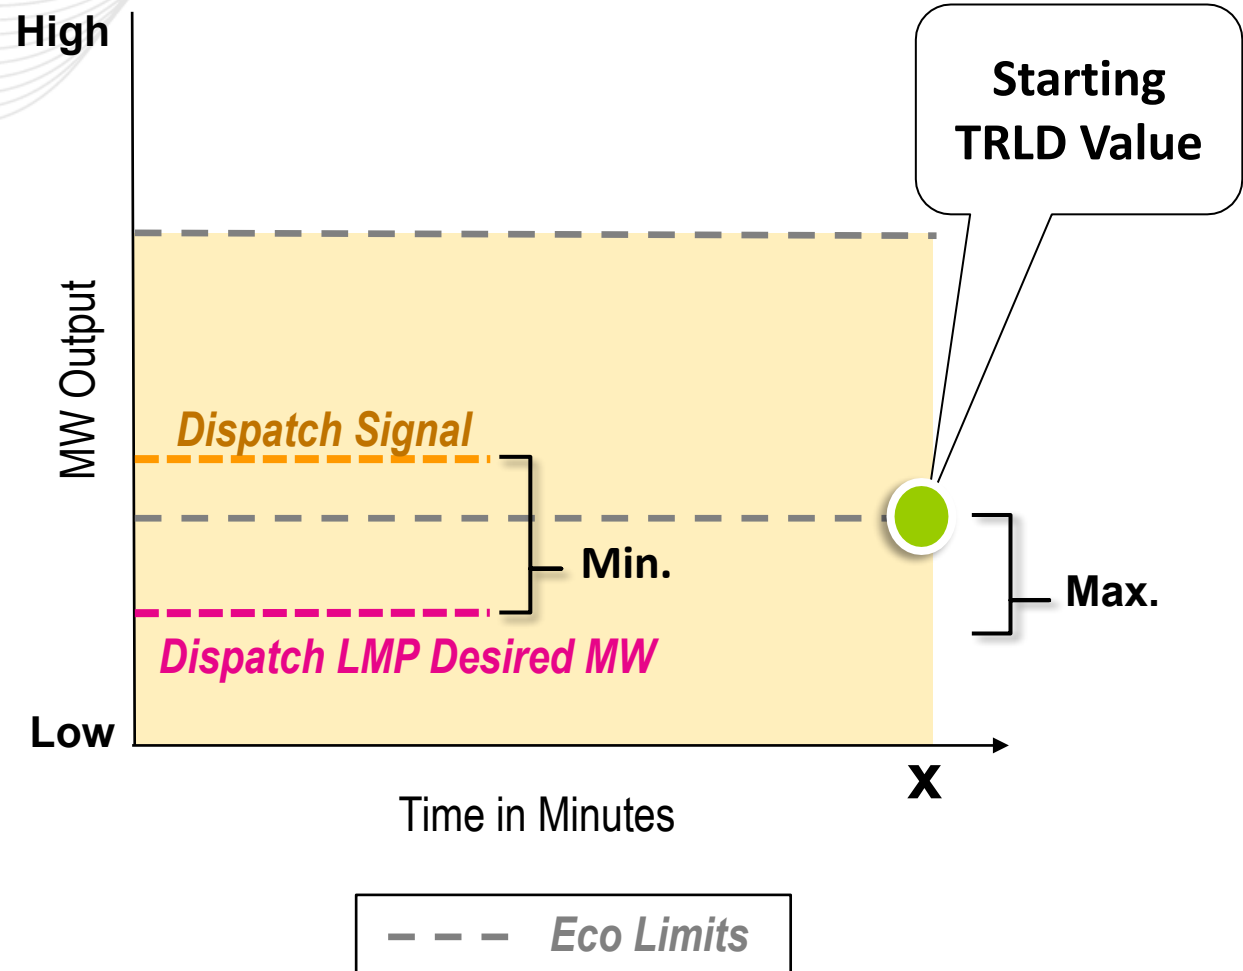 High
Starting
TRLD Value
MW Output
Dispatch Signal
Min.
Max.
Dispatch LMP Desired MW
Low
x
Time in Minutes
Eco Limits